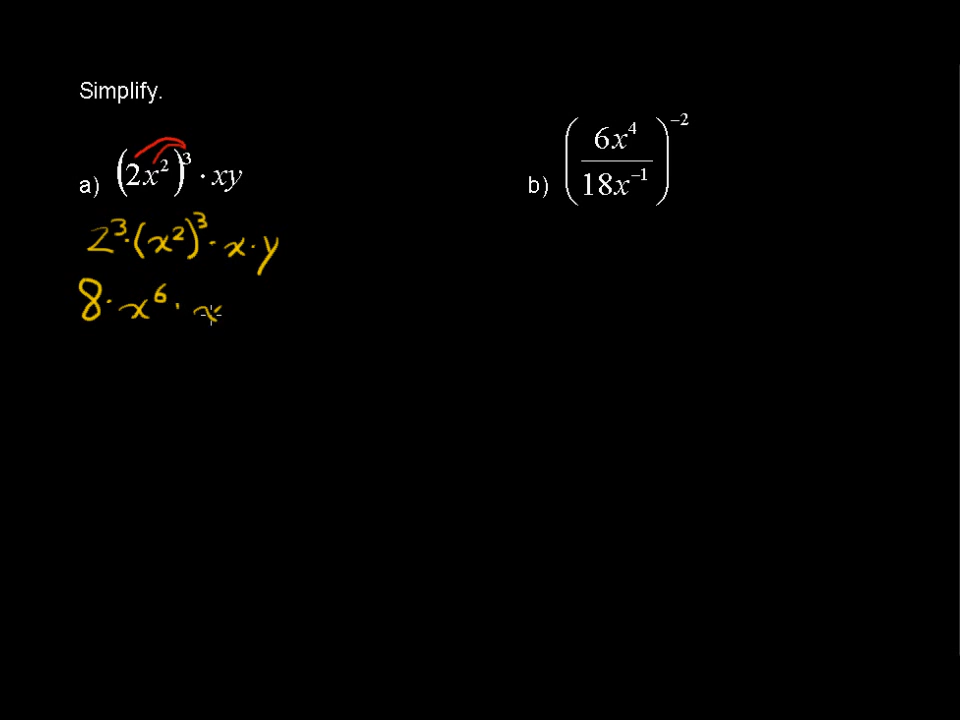 Simplify.
a) (2x²)³ · xy
2³ · (x²)³ · x · y
8 · x⁶ · x
b) (6x⁴ / 18x⁻¹)⁻²